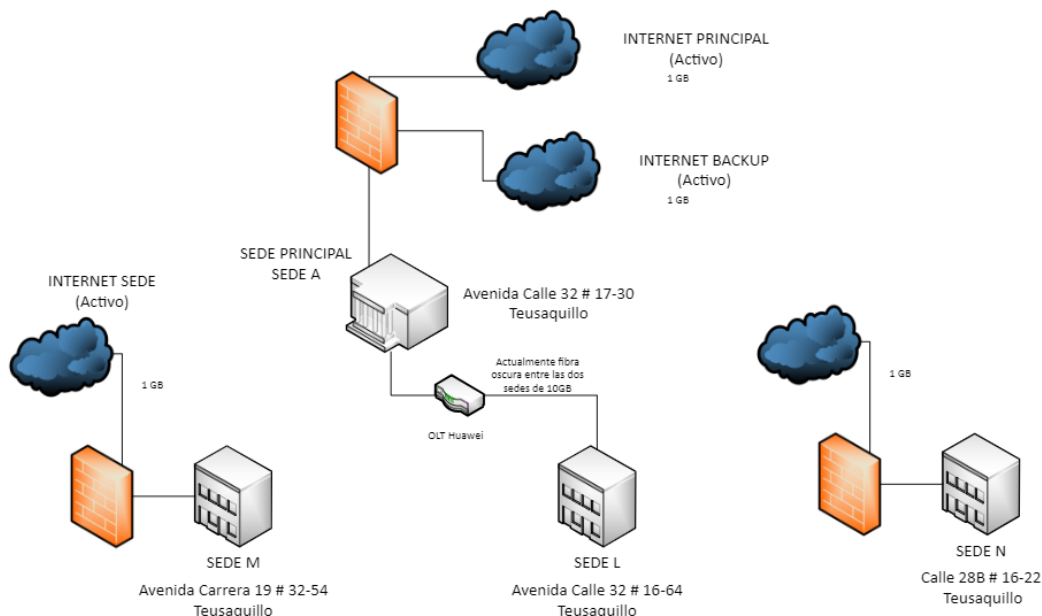 INTERNET PRINCIPAL
(Activo)
1 GB
INTERNET BACKUP
(Activo)
1 GB
SEDE PRINCIPAL
SEDE A
Avenida Calle 32 # 17-30
Teusaquillo
INTERNET SEDE
(Activo)
1 GB
Actualmente fibra
oscura entre las dos
sedes de 10GB
OLT Huawei
1 GB
SEDE M
Avenida Carrera 19 # 32-54
Teusaquillo
SEDE L
Avenida Calle 32 # 16-64
Teusaquillo
SEDE N
Calle 28B # 16-22
Teusaquillo